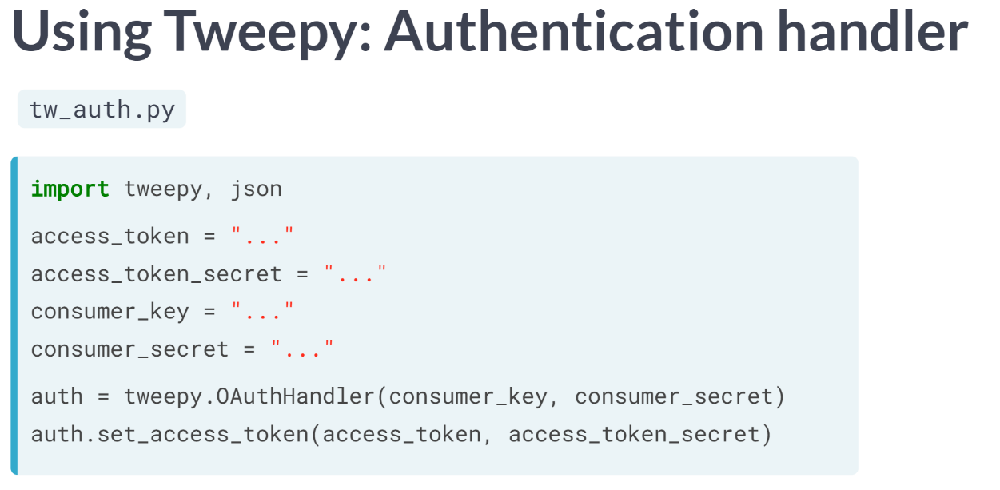 Using Tweepy: Authentication handler
tw_auth.py
import tweepy, json
access_token = "..."
access_token_secret = "..."
consumer_key = "..."
consumer_secret = "..."
auth = tweepy.OAuthHandler(consumer_key, consumer_secret)
auth.set_access_token(access_token, access_token_secret)